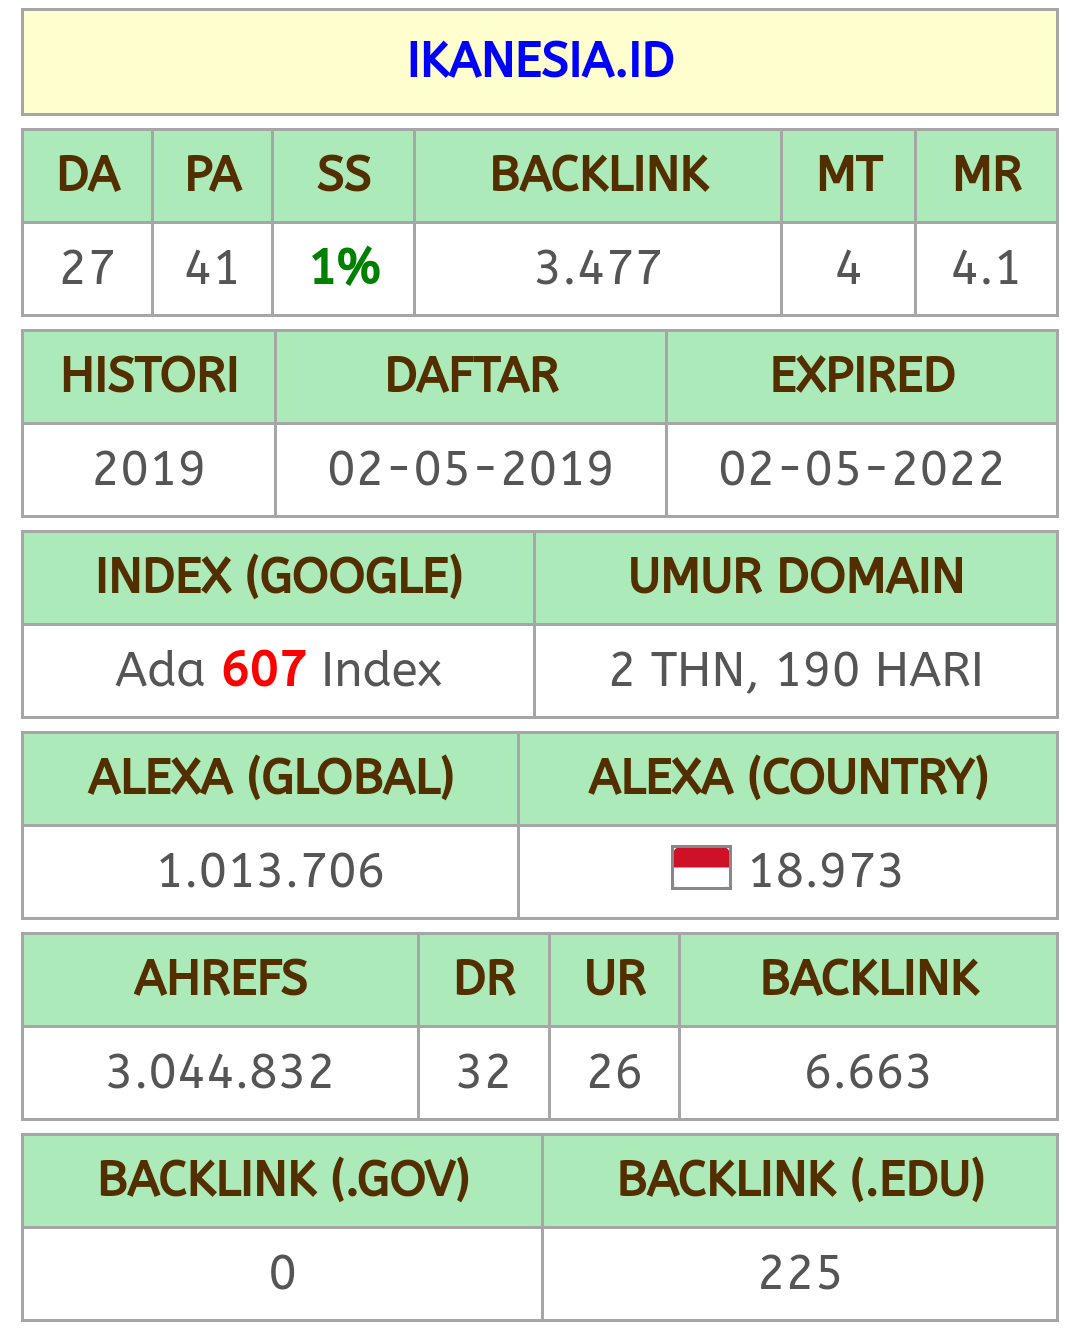 IKANESIA.ID
DA PA SS BACKLINK MT MR
27 41 1% 3.477 4 4.1
HISTORI DAFTAR EXPIRED
2019 02-05-2019 02-05-2022
INDEX (GOOGLE) UMUR DOMAIN
Ada 607 Index 2 THN, 190 HARI
ALEXA (GLOBAL) ALEXA (COUNTRY)
1.013.706 18.973
AHREFS DR UR BACKLINK
3.044.832 32 26 6.663
BACKLINK (.GOV) BACKLINK (.EDU)
0 225